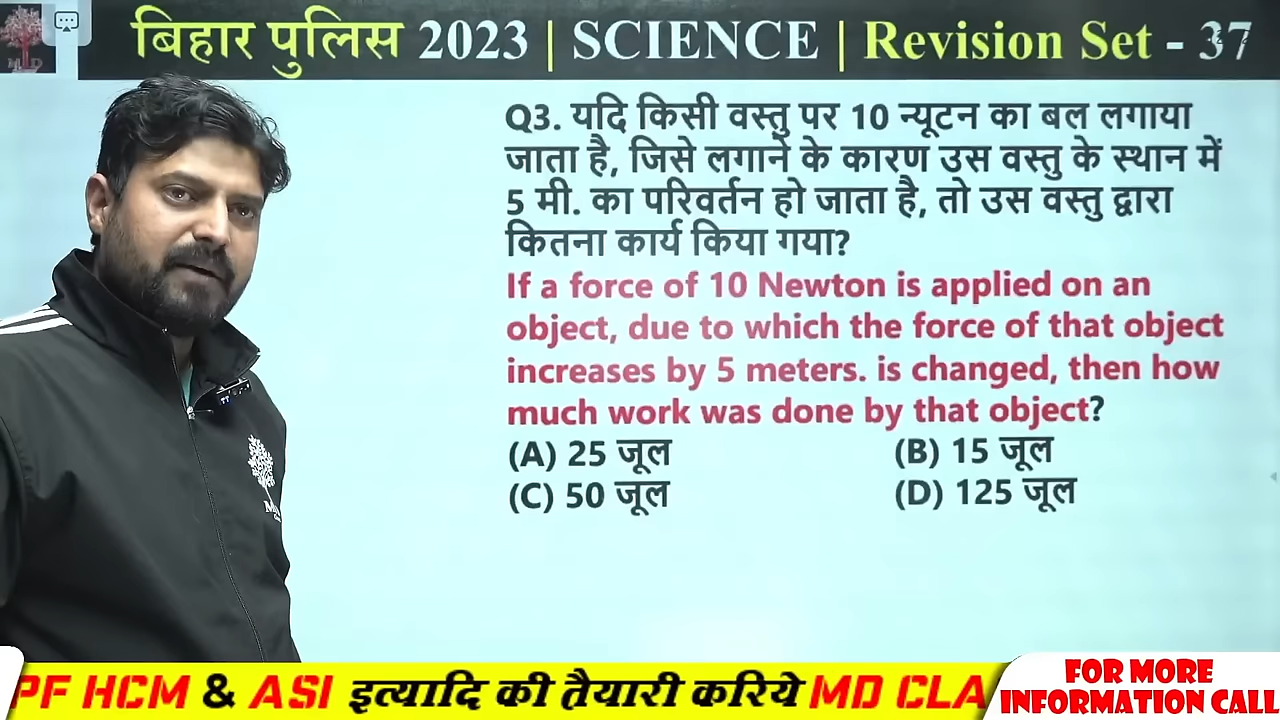 बिहार पुलिस 2023 | SCIENCE | Revision Set - 37
Q3. यदि किसी वस्तु पर 10 न्यूटन का बल लगाया
जाता है, जिसे लगाने के कारण उस वस्तु के स्थान में
5 मी. का परिवर्तन हो जाता है, तो उस वस्तु द्वारा
कितना कार्य किया गया?
If a force of 10 Newton is applied on an
object, due to which the force of that object
increases by 5 meters. is changed, then how
much work was done by that object?
(A) 25 जूल (B) 15 जूल
(C) 50 जूल (D) 125 जूल
PF HCM & ASI इत्यादि की तैयारी करिये MD CLA
FOR MORE
INFORMATION CALL